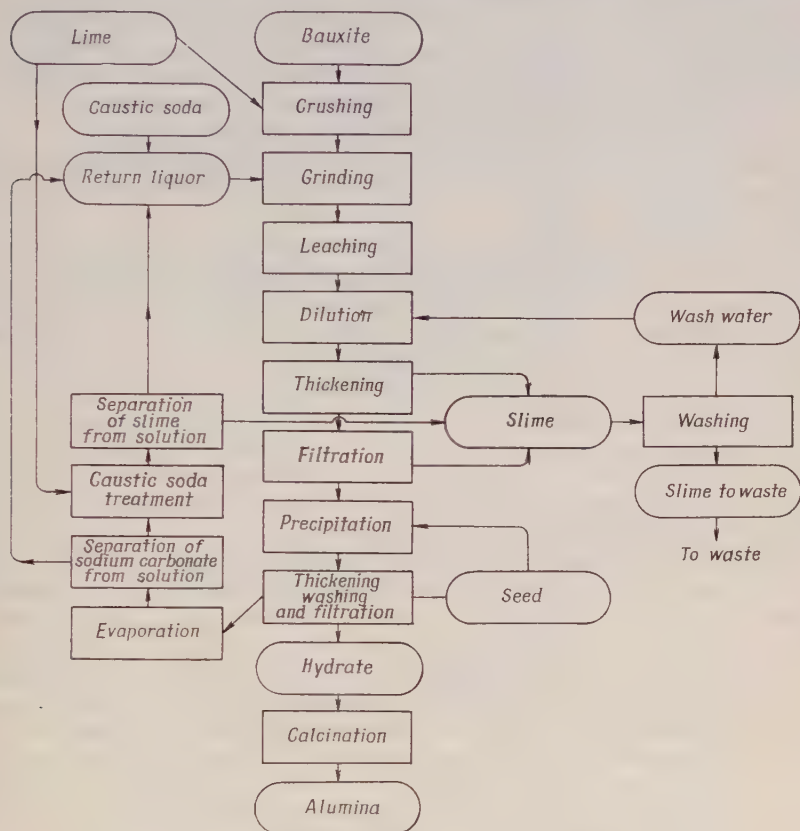 Lime
Bauxite
Caustic soda
Crushing
Return liquor
Grinding
Leaching
Dilution
Wash water
Thickening
Separation
of slime
from solution
Slime
Washing
Filtration
Caustic soda
treatment
Slime to waste
Precipitation
To waste
Separation of
sodium carbonate
from solution
Thickening
washing
and filtration
Seed
Evaporation
Hydrate
Calcination
Alumina